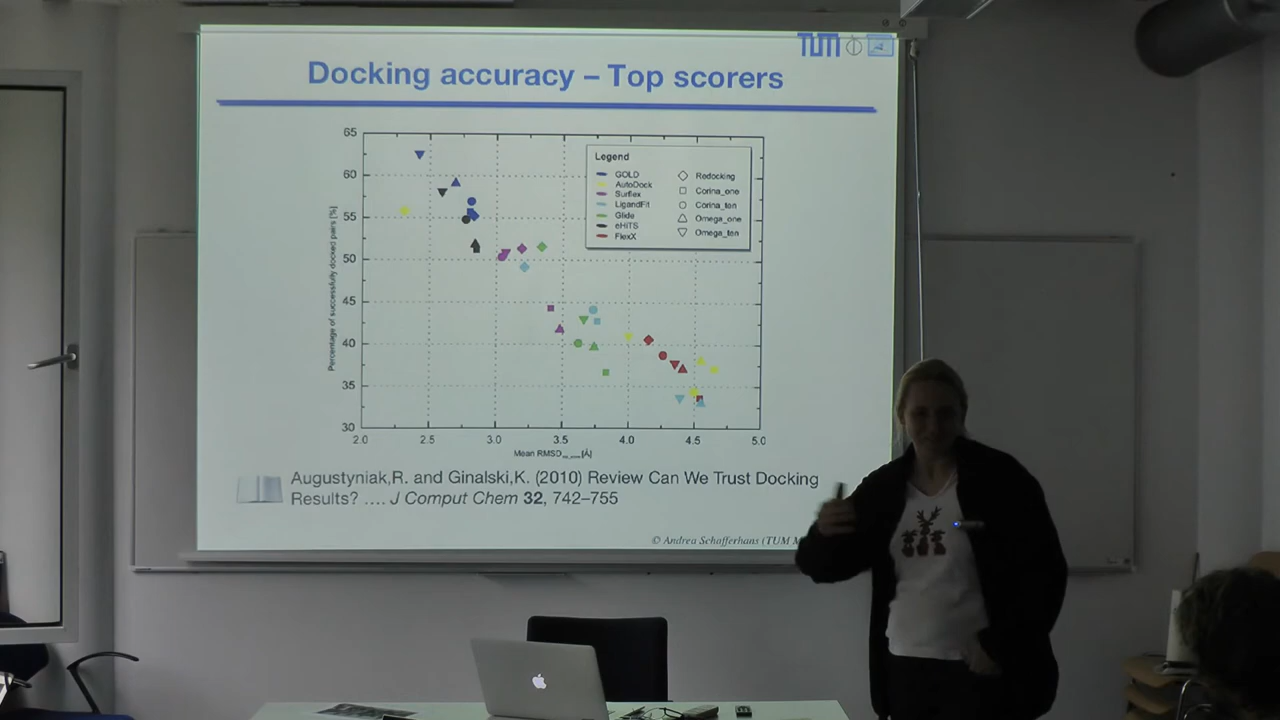 TUM
Docking accuracy – Top scorers
65
60
55
50
45
40
35
30
Percentage of successfully docked pairs [%]
Legend
GOLD
AutoDock
Surflex
LigandFit
Glide
eHiTS
FlexX
Redocking
Corina_one
Corina_ten
Omega_one
Omega_ten
2.0 2.5 3.0 3.5 4.0 4.5 5.0
Mean RMSD [Å]
Augustyniak,R. and Ginalski,K. (2010) Review Can We Trust Docking
Results? .... J Comput Chem 32, 742–755
© Andrea Schafferhans (TUM